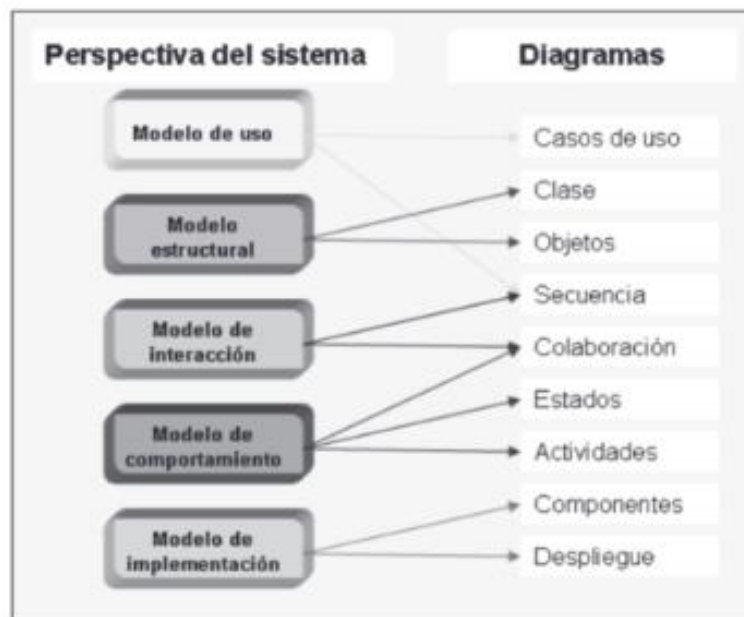 Perspectiva del sistema
Diagramas
Modelo de uso
Modelo
estructural
Modelo de
interacción
Modelo de
comportamiento
Modelo de
implementación
Casos de uso
Clase
Objetos
Secuencia
Colaboración
Estados
Actividades
Componentes
Despliegue